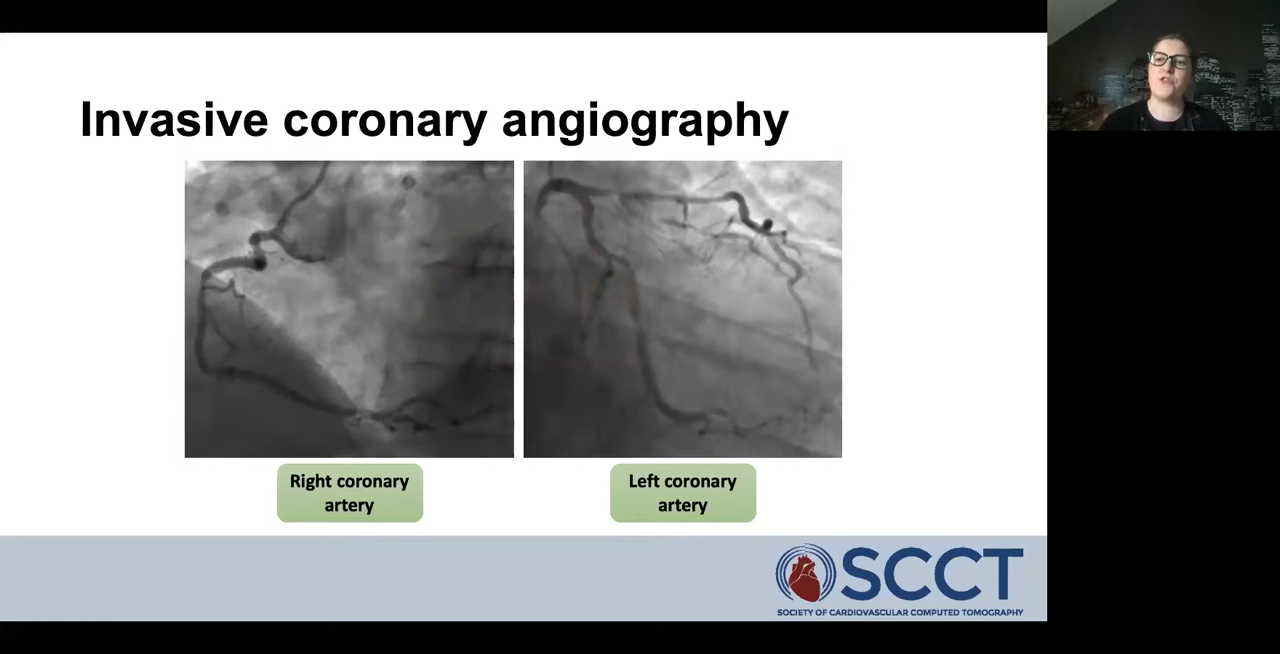 Invasive coronary angiography
Right coronary
artery
Left coronary
artery
SCCT
SOCIETY OF CARDIOVASCULAR COMPUTED TOMOGRAPHY